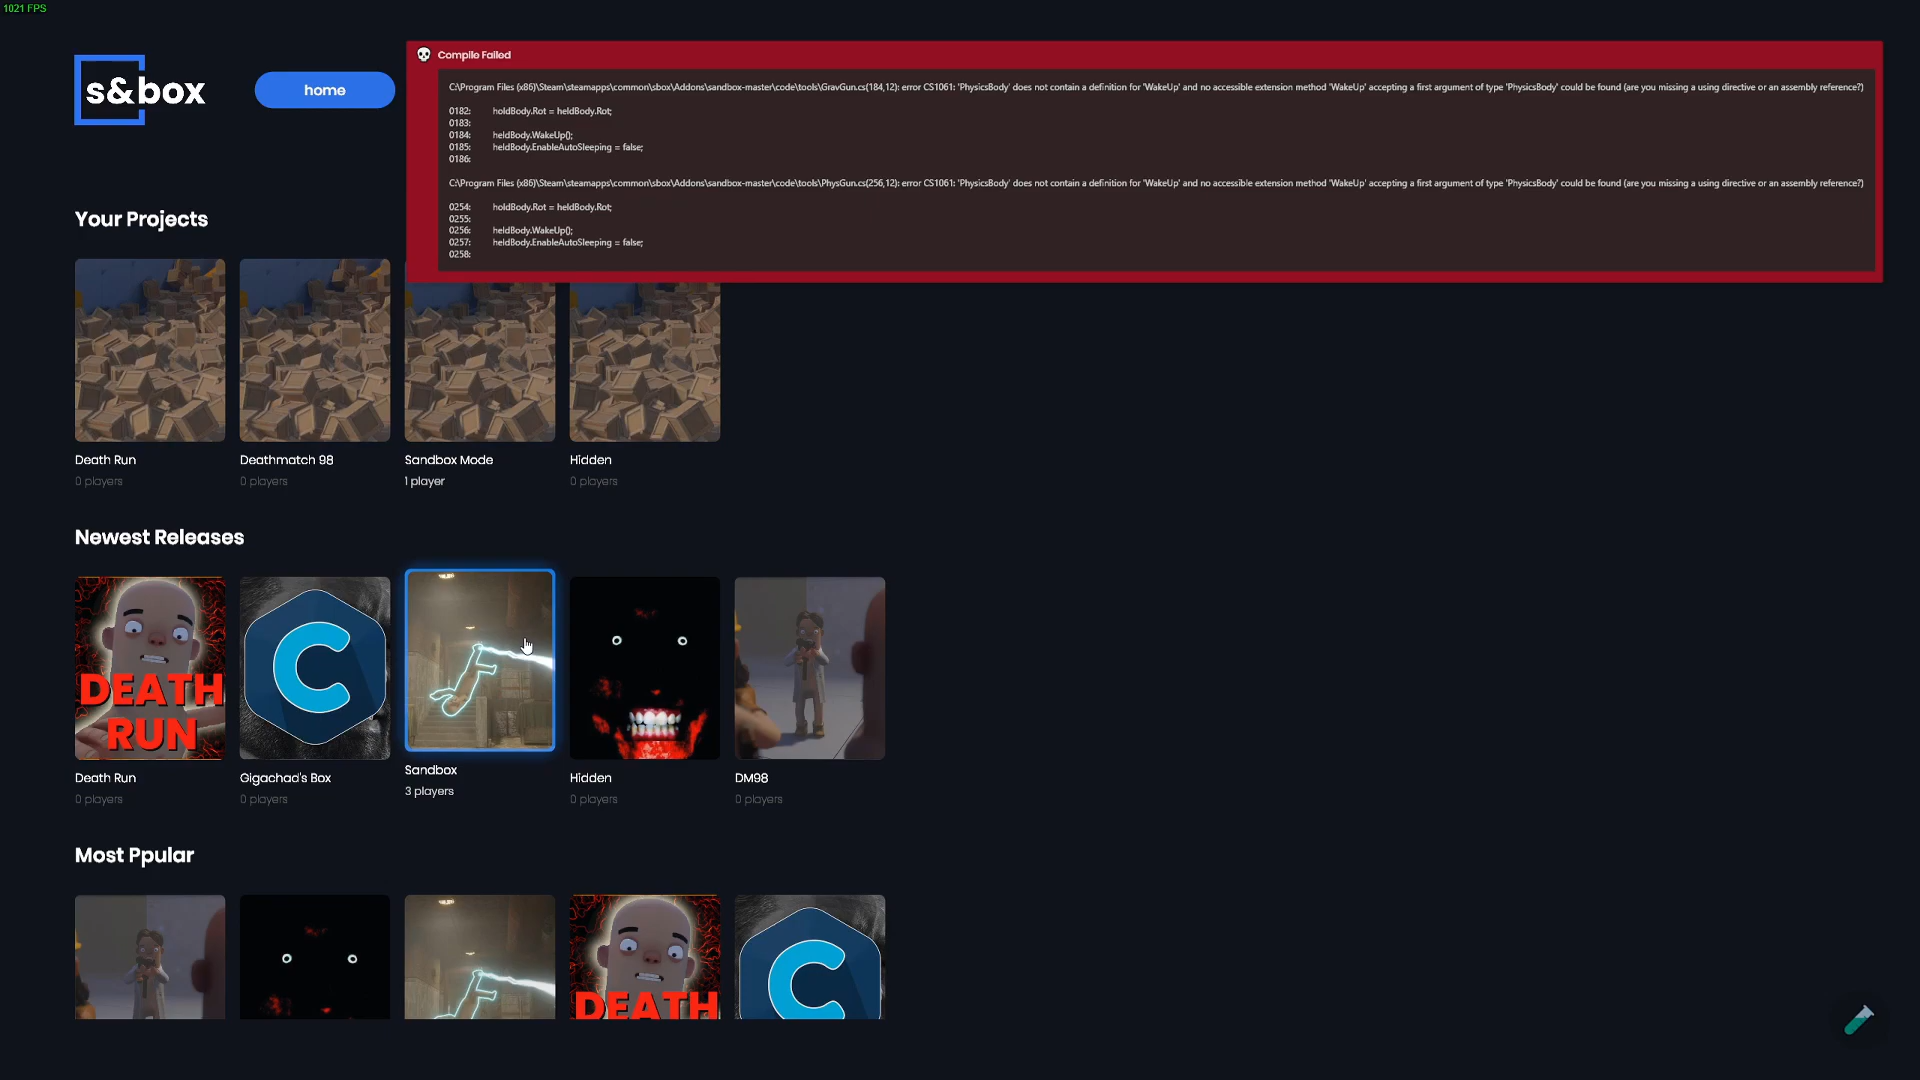 1021 FPS
s&box
home
Compile Failed
C:\Program Files (x86)\Steam\steamapps\common\sbox\Addons\sandbox-master\code\tools\GravGun.cs(184,12): error CS1061: 'PhysicsBody' does not contain a definition for 'WakeUp' and no accessible extension method 'WakeUp' accepting a first argument of type 'PhysicsBody' could be found (are you missing a using directive or an assembly reference?)
0182: holdBody.Rot = heldBody.Rot;
0183:
0184: heldBody.WakeUp();
0185: heldBody.EnableAutoSleeping = false;
0186:
C:\Program Files (x86)\Steam\steamapps\common\sbox\Addons\sandbox-master\code\tools\PhysGun.cs(256,12): error CS1061: 'PhysicsBody' does not contain a definition for 'WakeUp' and no accessible extension method 'WakeUp' accepting a first argument of type 'PhysicsBody' could be found (are you missing a using directive or an assembly reference?)
0254: holdBody.Rot = heldBody.Rot;
0255:
0256: heldBody.WakeUp();
0257: heldBody.EnableAutoSleeping = false;
0258:
Your Projects
Death Run
0 players
Deathmatch 98
0 players
Sandbox Mode
1 player
Hidden
0 players
Newest Releases
DEATH
RUN
Death Run
0 players
C
Gigachad's Box
0 players
Sandbox
3 players
Hidden
0 players
DM98
0 players
Most Ppular
DEATH
C